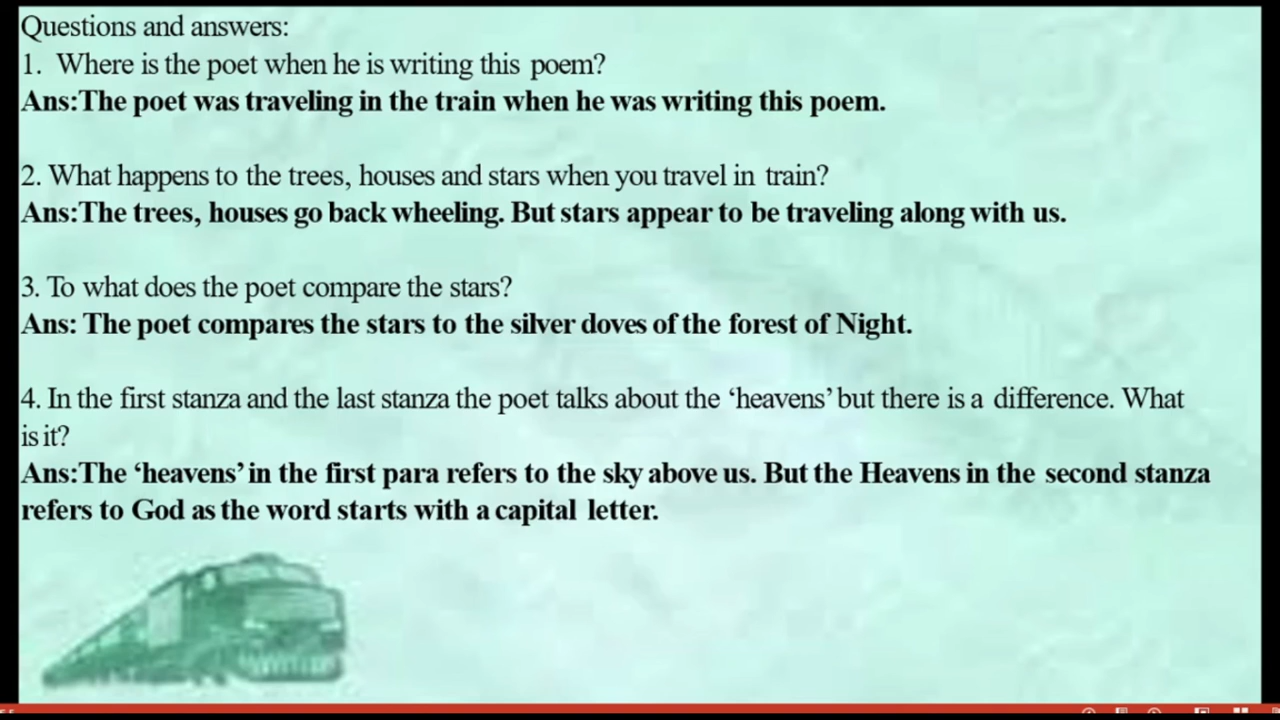 Questions and answers:
1. Where is the poet when he is writing this poem?
Ans:The poet was traveling in the train when he was writing this poem.
2. What happens to the trees, houses and stars when you travel in train?
Ans:The trees, houses go back wheeling. But stars appear to be traveling along with us.
3. To what does the poet compare the stars?
Ans: The poet compares the stars to the silver doves of the forest of Night.
4. In the first stanza and the last stanza the poet talks about the ‘heavens’ but there is a difference. What
is it?
Ans:The ‘heavens’ in the first para refers to the sky above us. But the Heavens in the second stanza
refers to God as the word starts with a capital letter.